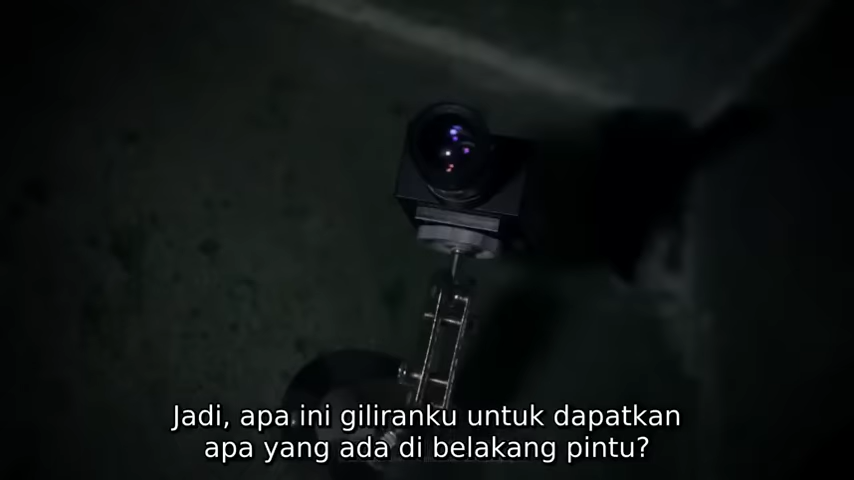 Jadi, apa ini giliranku untuk dapatkan
apa yang ada di belakang pintu?